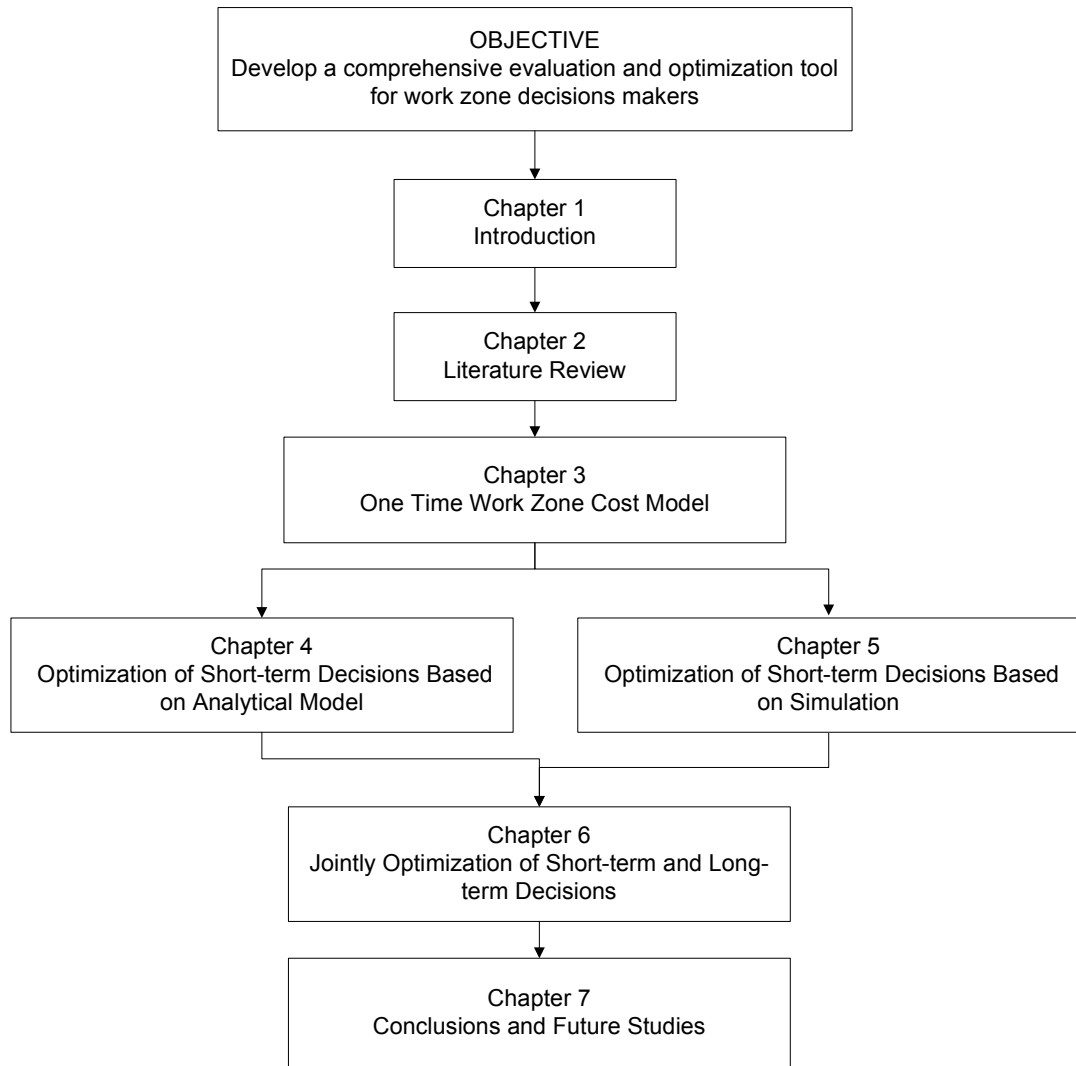 OBJECTIVE
Develop a comprehensive evaluation and optimization tool
for work zone decisions makers
Chapter 1
Introduction
Chapter 2
Literature Review
Chapter 3
One Time Work Zone Cost Model
Chapter 4
Optimization of Short-term Decisions Based
on Analytical Model
Chapter 5
Optimization of Short-term Decisions Based
on Simulation
Chapter 6
Jointly Optimization of Short-term and Long-
term Decisions
Chapter 7
Conclusions and Future Studies